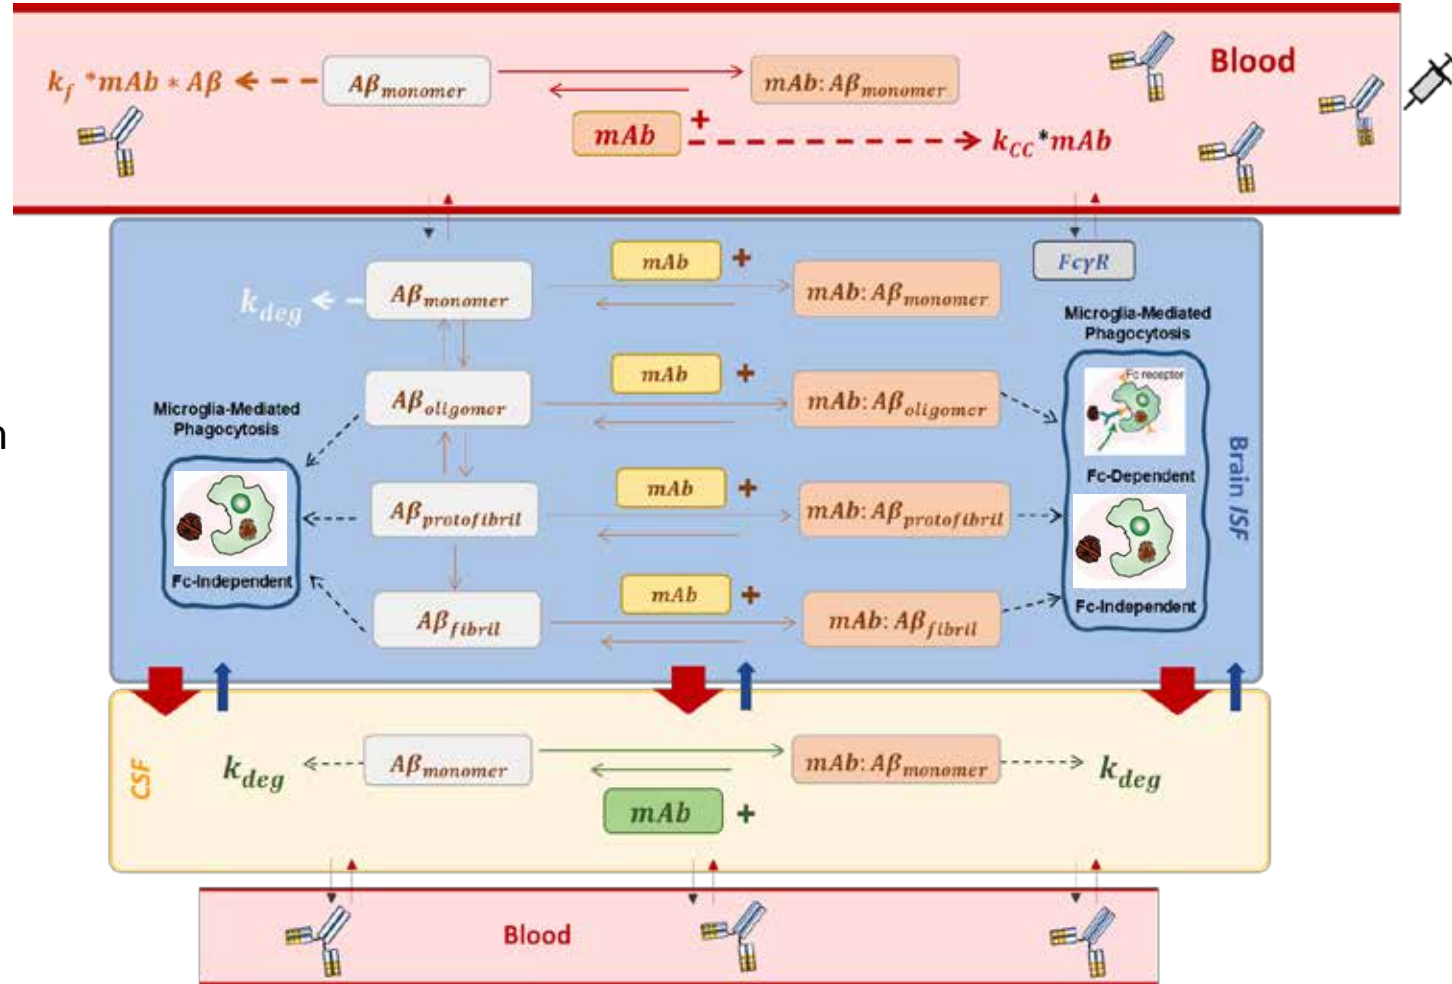 k_f *mAb * Aβ
Aβ_monomer
mAb: Aβ_monomer
Blood
mAb
+
k_CC*mAb
mAb
+
FcγR
k_deg
Aβ_monomer
mAb: Aβ_monomer
Microglia-Mediated
Phagocytosis
mAb
+
Fc receptor
Aβ_oligomer
mAb: Aβ_oligomer
Microglia-Mediated
Phagocytosis
n
Brain ISF
Fc-Dependent
mAb
+
Aβ_protofibril
mAb: Aβ_protofibril
Fc-Independent
mAb
+
Fc-Independent
Aβ_fibril
mAb: Aβ_fibril
CSF
k_deg
Aβ_monomer
mAb: Aβ_monomer
k_deg
mAb
+
Blood